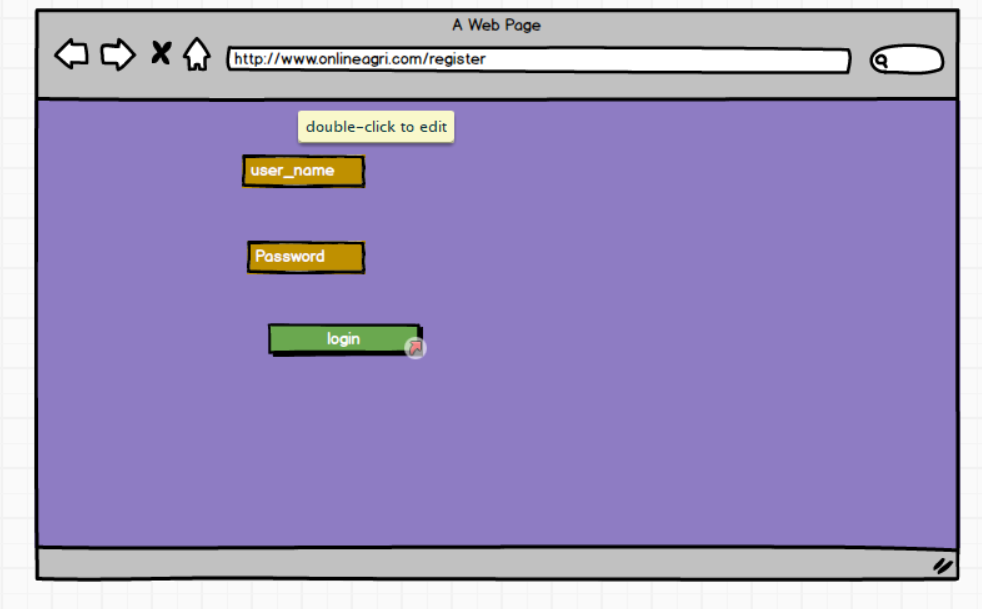 A Web Page
http://www.onlineagri.com/register
double-click to edit
user_name
Password
login